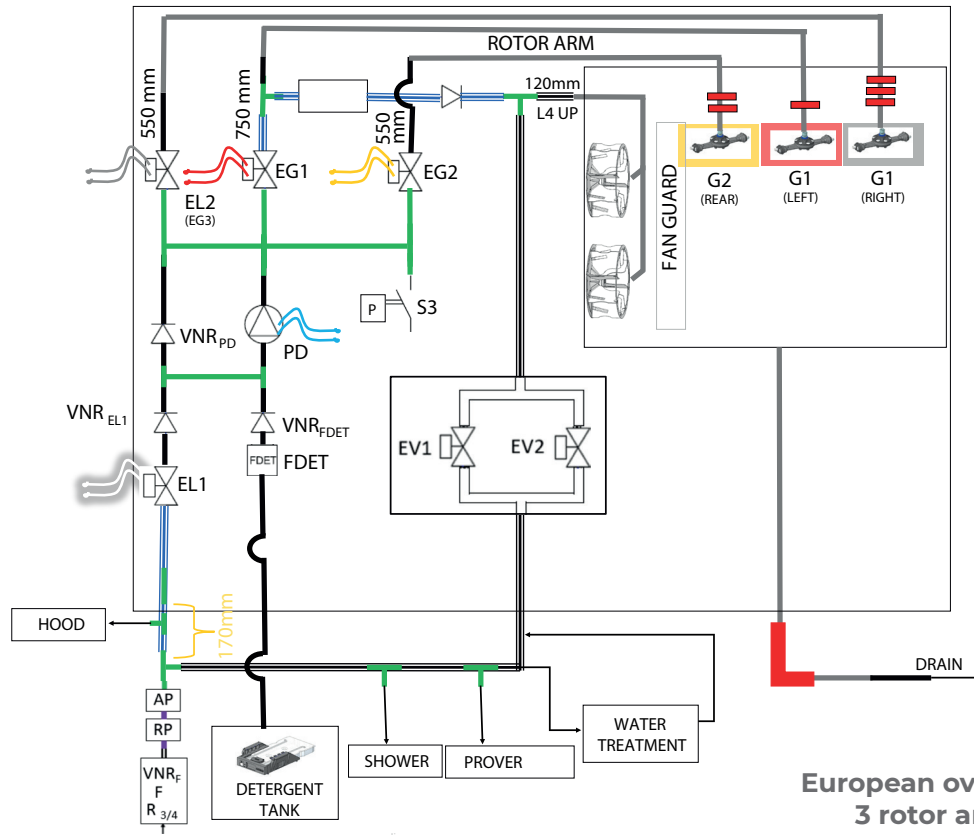 ROTOR ARM
550 mm
750 mm
550
mm
120mm
L4 UP
EL2
(EG3)
EG1
EG2
FAN GUARD
G2
(REAR)
G1
(LEFT)
G1
(RIGHT)
P
S3
VNR PD
PD
VNR EL1
VNR FDET
FDET
FDET
EL1
EV1
EV2
HOOD
170mm
DRAIN
AP
RP
VNR F
F
R 3/4
DETERGENT
TANK
SHOWER
PROVER
WATER
TREATMENT
European ov
3 rotor a